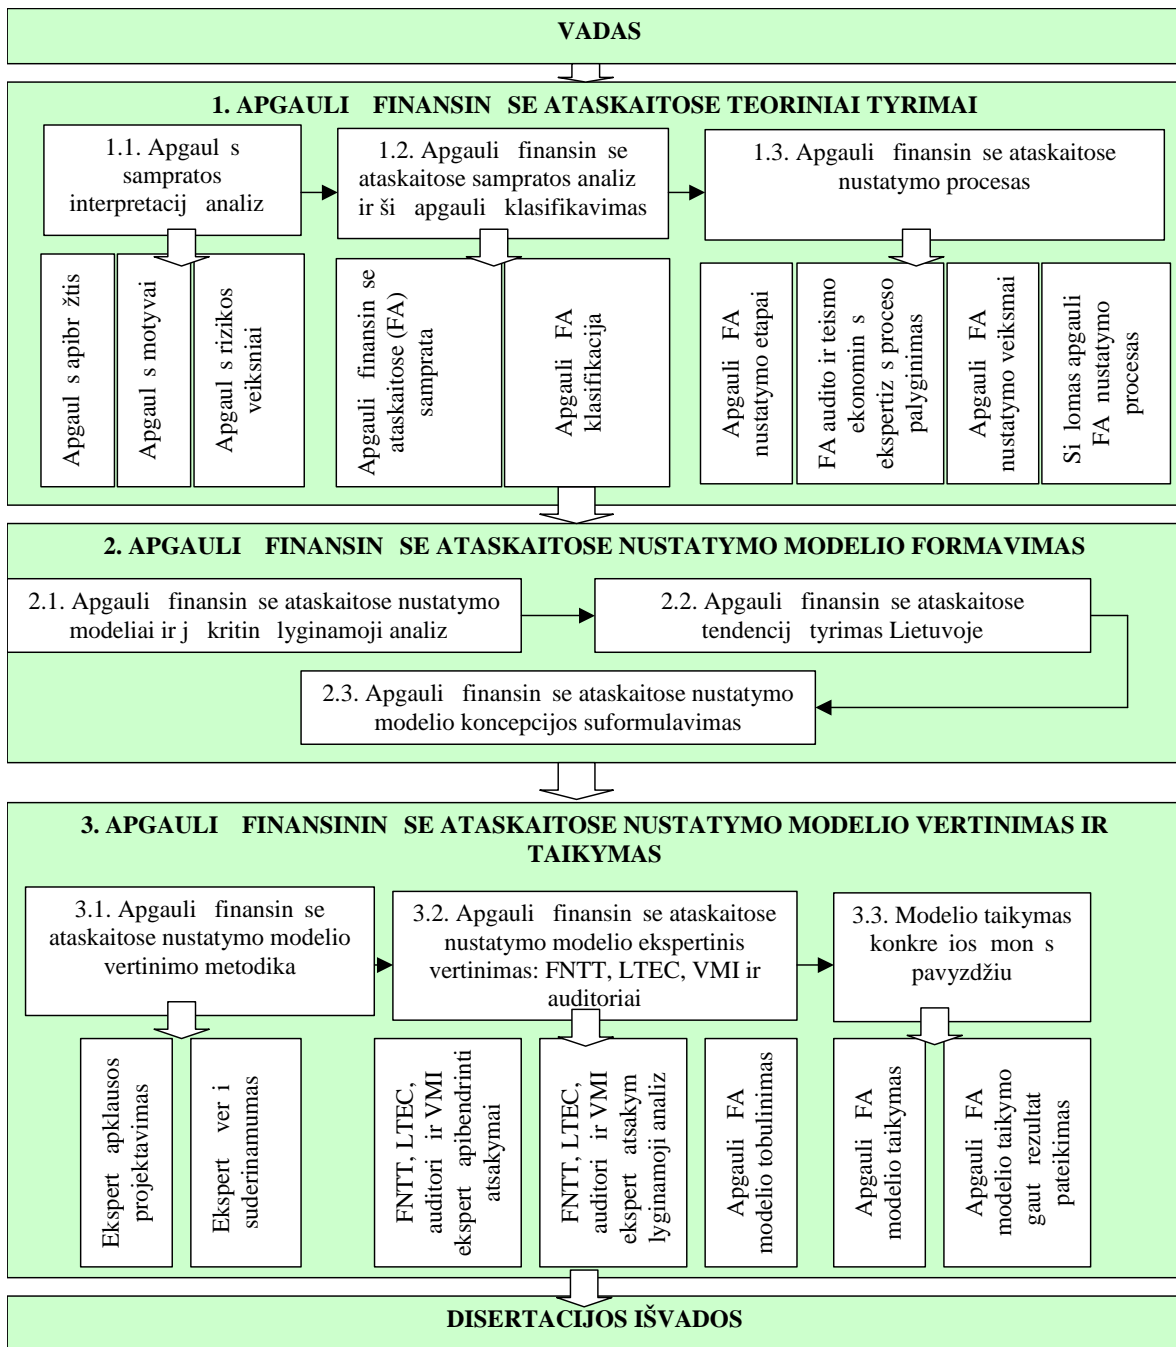 VADAS
1. APGAULI FINANSIN SE ATASKAITOSE TEORINIAI TYRIMAI
1.1. Apgaul s
sampratos
interpretacij analiz
1.2. Apgauli finansin se
ataskaitose sampratos analiz
ir ši apgauli klasifikavimas
1.3. Apgauli finansin se ataskaitose
nustatymo procesas
Apgaul s apibr žtis
Apgaul s motyvai
Apgaul s rizikos
veiksniai
Apgauli finansin se
ataskaitose (FA)
samprata
Apgauli FA
klasifikacija
Apgauli FA
nustatymo etapai
FA audito ir teismo
ekonomin s
ekspertiz s proceso
palyginimas
Apgauli FA
nustatymo veiksmai
Si lomas apgauli
FA nustatymo
procesas
2. APGAULI FINANSIN SE ATASKAITOSE NUSTATYMO MODELIO FORMAVIMAS
2.1. Apgauli finansin se ataskaitose nustatymo
modeliai ir j kritin lyginamoji analiz
2.2. Apgauli finansin se ataskaitose
tendencij tyrimas Lietuvoje
2.3. Apgauli finansin se ataskaitose nustatymo
modelio koncepcijos suformulavimas
3. APGAULI FINANSININ SE ATASKAITOSE NUSTATYMO MODELIO VERTINIMAS IR
TAIKYMAS
3.1. Apgauli finansin se
ataskaitose nustatymo modelio
vertinimo metodika
3.2. Apgauli finansin se ataskaitose
nustatymo modelio ekspertinis
vertinimas: FNTT, LTEC, VMI ir
auditoriai
3.3. Modelio taikymas
konkre ios mon s
pavyzdžiu
Ekspert apklausos
projektavimas
Ekspert ver i
suderinamumas
FNTT, LTEC,
auditori ir VMI
ekspert apibendrinti
atsakymai
FNTT, LTEC,
auditori ir VMI
ekspert atsakym
lyginamoji analiz
Apgauli FA
modelio tobulinimas
Apgauli FA
modelio taikymas
Apgauli FA
modelio taikymo
gaut rezultat
pateikimas
DISERTACIJOS IŠVADOS